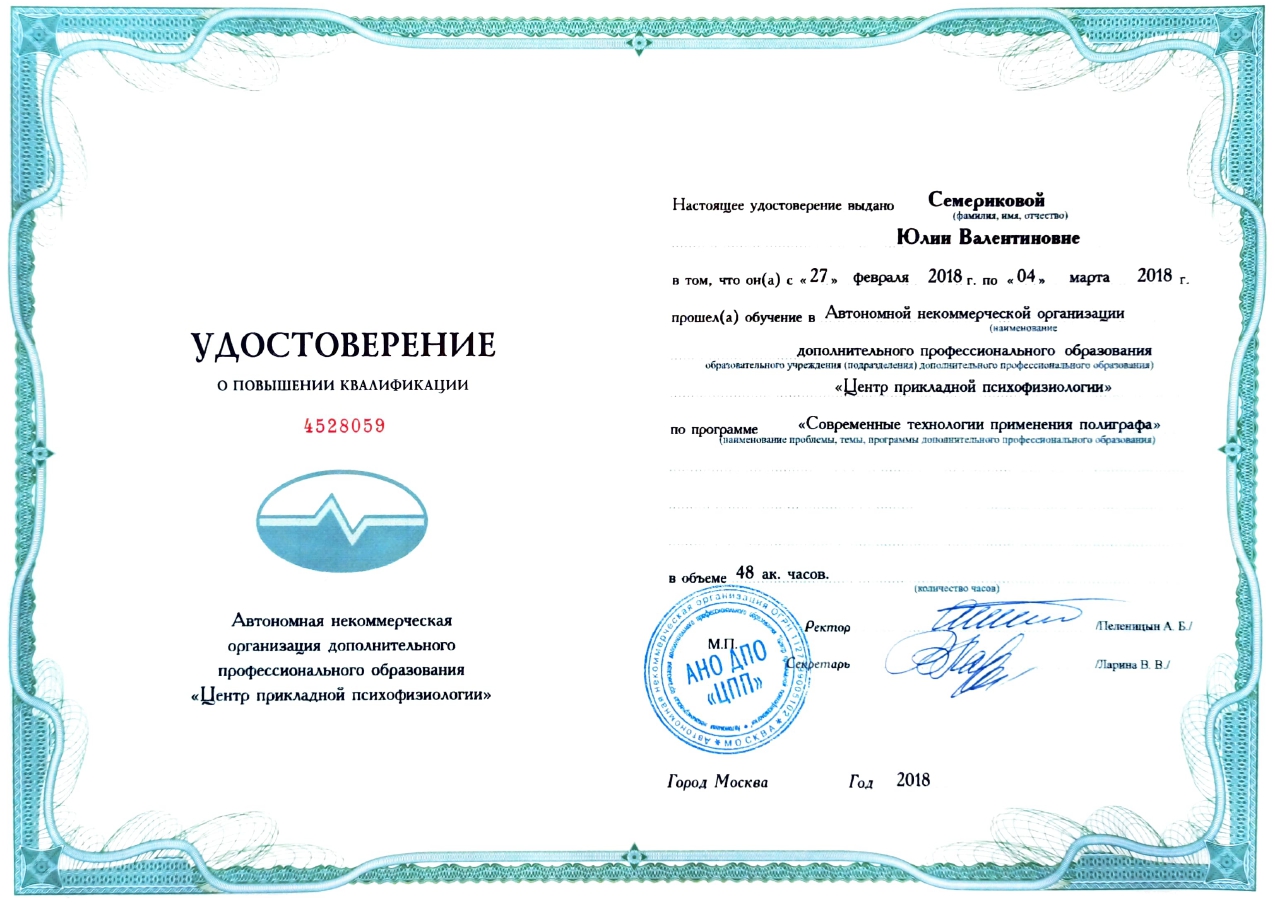 УДОСТОВЕРЕНИЕ
О ПОВЫШЕНИИ КВАЛИФИКАЦИИ
4528059
Автономная некоммерческая
организация дополнительного
профессионального образования
«Центр прикладной психофизиологии»
Настоящее удостоверение выдано Семериковой
(фамилия, имя, отчество)
Юлии Валентиновне
в том, что он(а) с «27» февраля 2018 г. по «04» марта 2018 г.
прошел(а) обучение в Автономной некоммерческой организации
(наименование
дополнительного профессионального образования
образовательного учреждения (подразделения) дополнительного профессионального образования)
«Центр прикладной психофизиологии»
по программе «Современные технологии применения полиграфа»
(наименование проблемы, темы, программы дополнительного профессионального образования)
в объеме 48 ак. часов.
(количество часов)
Ректор /Пеленицын А. Б./
М.П.
Секретарь /Ларина В. В./
АНО ДПО
«ЦПП»
Автономная некоммерческая организация ОГРН
МОСКВА
Город Москва Год 2018